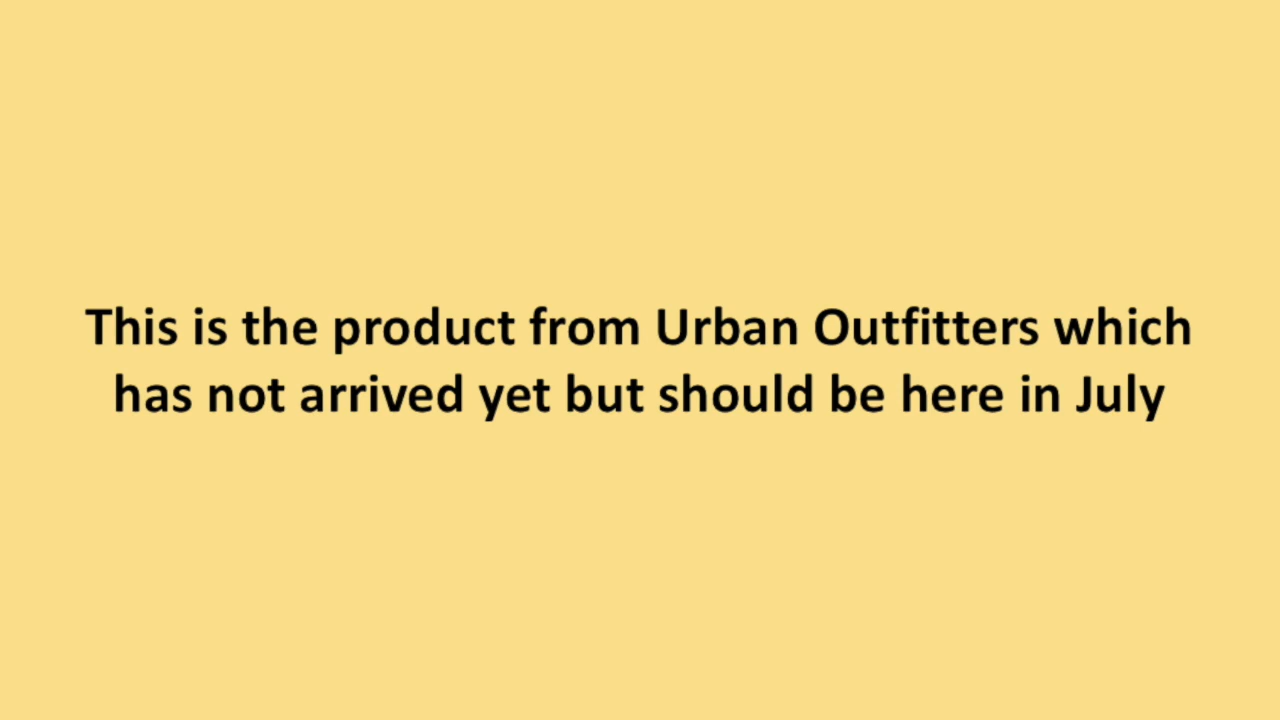 This is the product from Urban Outfitters which
has not arrived yet but should be here in July